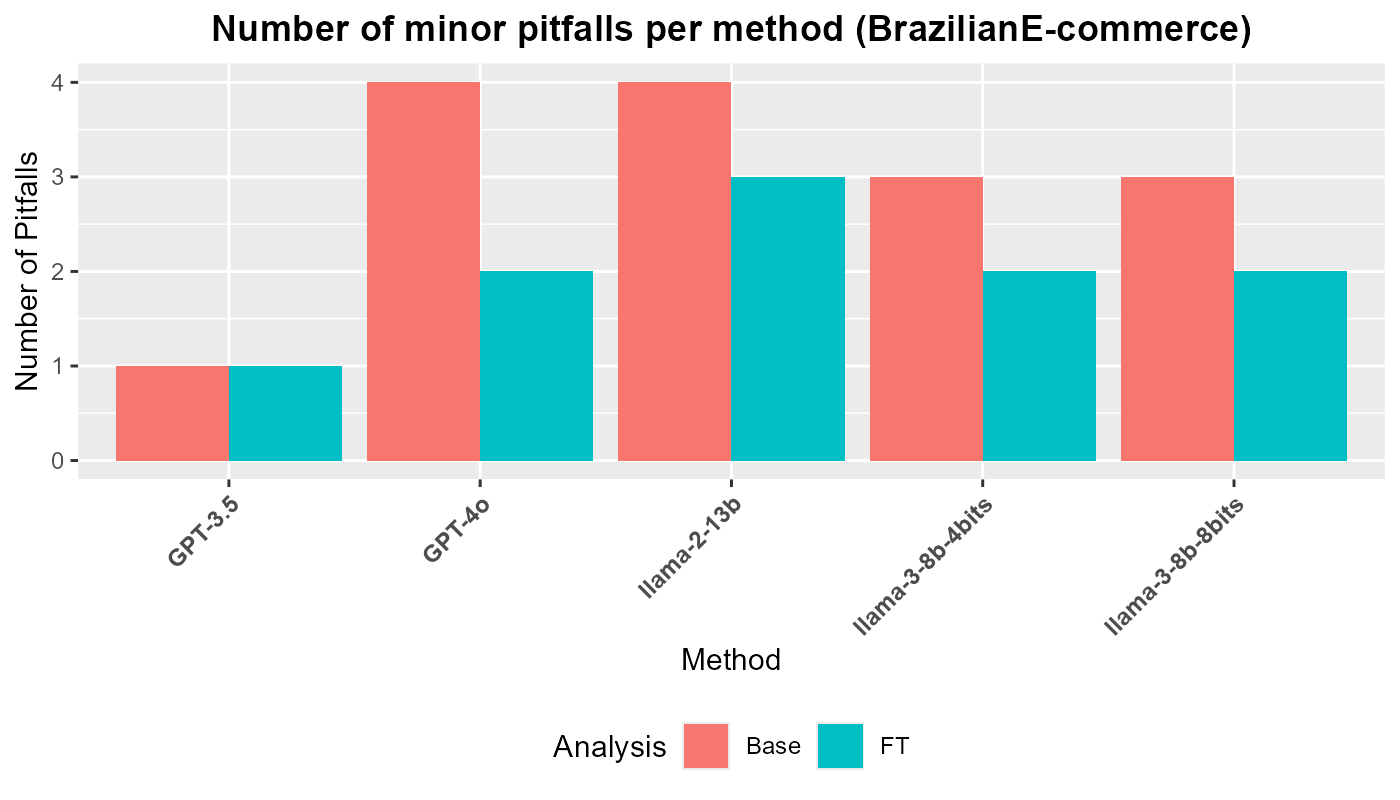 Number of minor pitfalls per method (BrazilianE-commerce)
Number of Pitfalls
4
3
2
1
0
GPT-3.5
GPT-4o
llama-2-13b
llama-3-8b-4bits
llama-3-8b-8bits
Method
Analysis Base FT